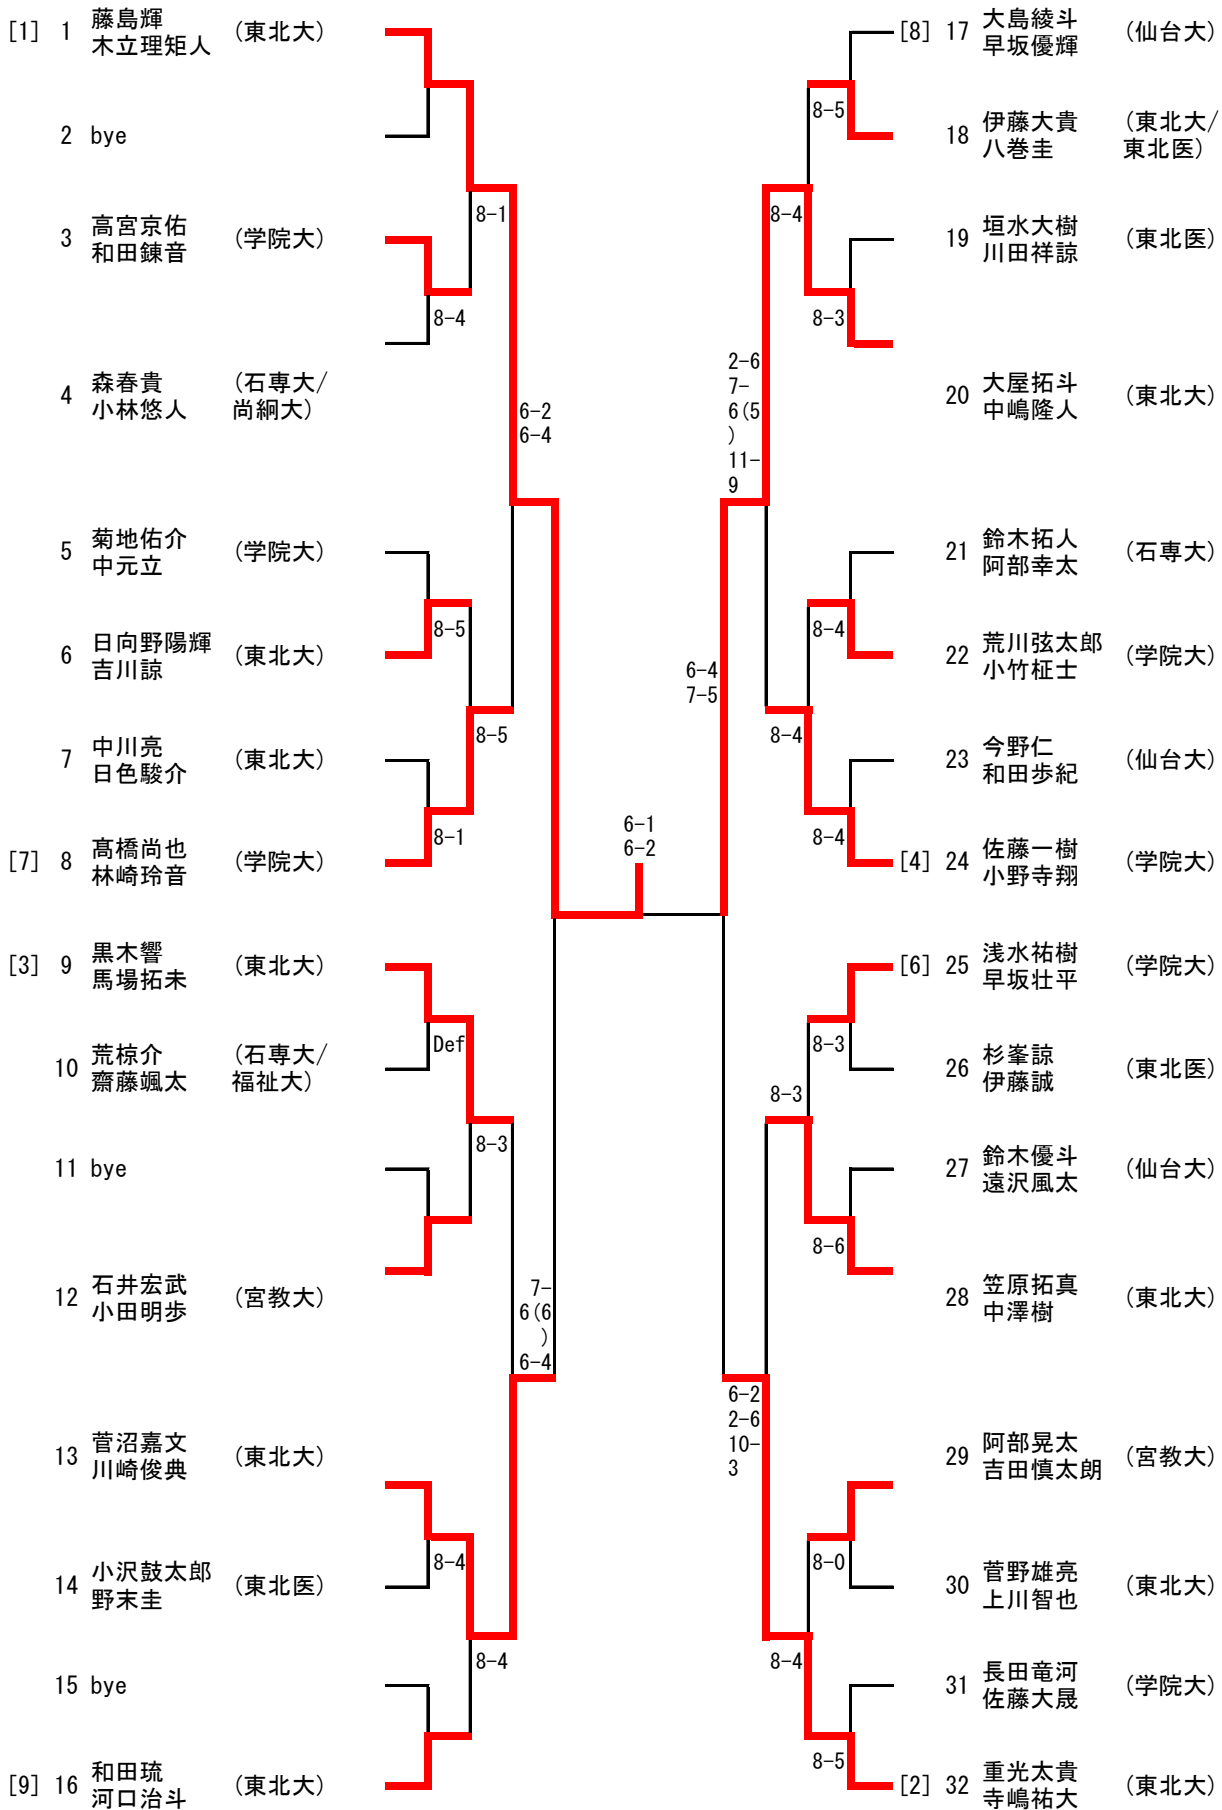 [1] 1 藤島輝 木立理矩人 (東北大)
2 bye
3 高宮京佑 和田錬音 (学院大)
4 森春貴 小林悠人 (石専大/尚絅大)
5 菊地佑介 中元立 (学院大)
6 日向野陽輝 吉川諒 (東北大)
7 中川亮 日色駿介 (東北大)
[7] 8 髙橋尚也 林崎玲音 (学院大)
[3] 9 黒木響 馬場拓未 (東北大)
10 荒椋介 齋藤颯太 (石専大/福祉大)
11 bye
12 石井宏武 小田明歩 (宮教大)
13 菅沼嘉文 川崎俊典 (東北大)
14 小沢鼓太郎 野末圭 (東北医)
15 bye
[9] 16 和田琉 河口治斗 (東北大)
8-1
8-4
6-2
6-4
8-5
8-5
8-1
Def
8-3
7-
6(6
)
6-4
8-4
8-4
6-1
6-2
[8] 17 大島綾斗 早坂優輝 (仙台大)
18 伊藤大貴 八巻圭 (東北大/東北医)
19 垣水大樹 川田祥諒 (東北医)
20 大屋拓斗 中嶋隆人 (東北大)
21 鈴木拓人 阿部幸太 (石専大)
22 荒川弦太郎 小竹柾士 (学院大)
23 今野仁 和田歩紀 (仙台大)
[4] 24 佐藤一樹 小野寺翔 (学院大)
[6] 25 浅水祐樹 早坂壮平 (学院大)
26 杉峯諒 伊藤誠 (東北医)
27 鈴木優斗 遠沢風太 (仙台大)
28 笠原拓真 中澤樹 (東北大)
29 阿部晃太 吉田慎太朗 (宮教大)
30 菅野雄亮 上川智也 (東北大)
31 長田竜河 佐藤大晟 (学院大)
[2] 32 重光太貴 寺嶋祐大 (東北大)
8-5
8-4
8-3
2-6
7-
6(5
)
11-
9
8-4
6-4
7-5
8-4
8-4
8-3
8-3
8-6
6-2
2-6
10-
3
8-0
8-4
8-5